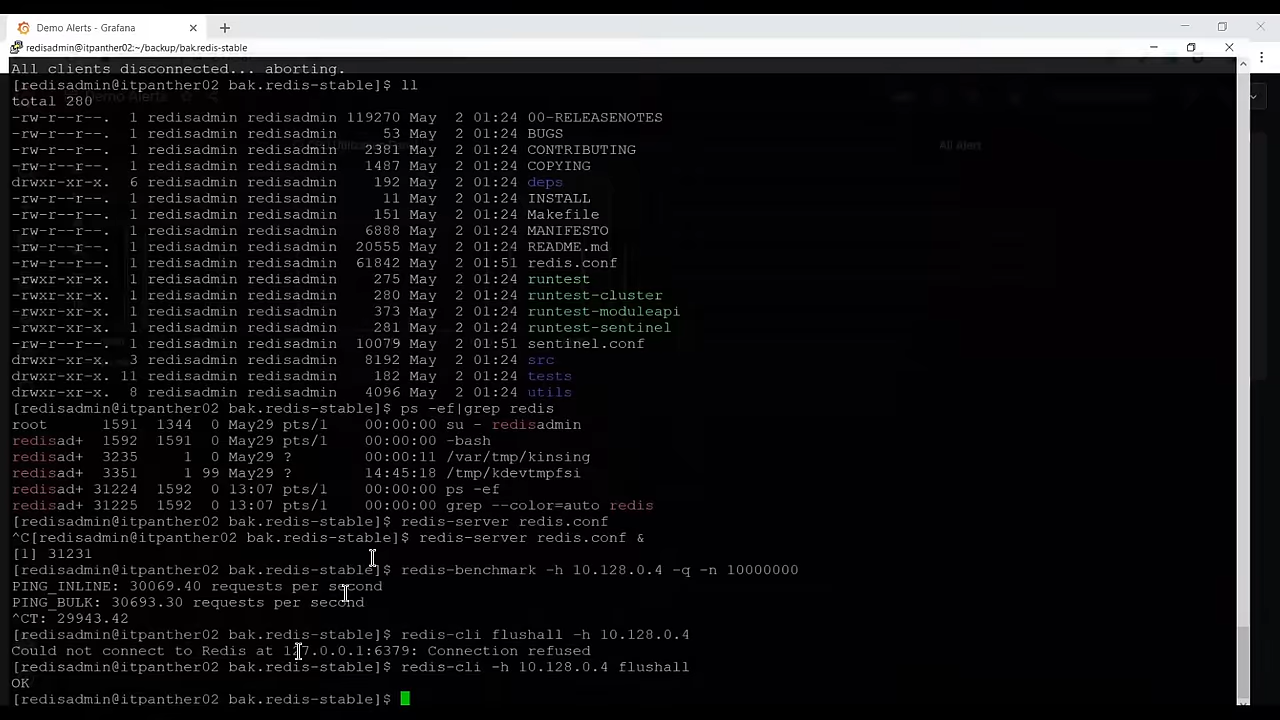 Demo Alerts - Grafana
redisadmin@itpanther02:~/backup/bak.redis-stable
All clients disconnected... aborting.
[redisadmin@itpanther02 bak.redis-stable]$ ll
Demo Alerts
total 280
-rw-r--r--. 1 redisadmin redisadmin 119270 May 2 01:24 00-RELEASENOTES
-rw-r--r--. 1 redisadmin redisadmin 53 May 2 01:24 BUGS
All Alert
-rw-r--r--. 1 redisadmin redisadmin 2381 May 2 01:24 CONTRIBUTING
-rw-r--r--. 1 redisadmin redisadmin 1487 May 2 01:24 COPYING
drwxr-xr-x. 6 redisadmin redisadmin 192 May 2 01:24 deps
-rw-r--r--. 1 redisadmin redisadmin 11 May 2 01:24 INSTALL
-rw-r--r--. 1 redisadmin redisadmin 151 May 2 01:24 Makefile
-rw-r--r--. 1 redisadmin redisadmin 6888 May 2 01:24 MANIFESTO
-rw-r--r--. 1 redisadmin redisadmin 20555 May 2 01:24 README.md
-rw-r--r--. 1 redisadmin redisadmin 61842 May 2 01:51 redis.conf
-rwxr-xr-x. 1 redisadmin redisadmin 275 May 2 01:24 runtest
-rwxr-xr-x. 1 redisadmin redisadmin 280 May 2 01:24 runtest-cluster
-rwxr-xr-x. 1 redisadmin redisadmin 373 May 2 01:24 runtest-moduleapi
-rwxr-xr-x. 1 redisadmin redisadmin 281 May 2 01:24 runtest-sentinel
-rw-r--r--. 1 redisadmin redisadmin 10079 May 2 01:51 sentinel.conf
drwxr-xr-x. 3 redisadmin redisadmin 8192 May 2 01:24 src
drwxr-xr-x. 11 redisadmin redisadmin 182 May 2 01:24 tests
drwxr-xr-x. 8 redisadmin redisadmin 4096 May 2 01:24 utils
[redisadmin@itpanther02 bak.redis-stable]$ ps -ef|grep redis
root 1591 1344 0 May29 pts/1 00:00:00 su - redisadmin
redisad+ 1592 1591 0 May29 pts/1 00:00:00 -bash
redisad+ 3235 1 0 May29 ? 00:00:11 /var/tmp/kinsing
redisad+ 3351 1 99 May29 ? 14:45:18 /tmp/kdevtmpfsi
redisad+ 31224 1592 0 13:07 pts/1 00:00:00 ps -ef
redisad+ 31225 1592 0 13:07 pts/1 00:00:00 grep --color=auto redis
[redisadmin@itpanther02 bak.redis-stable]$ redis-server redis.conf
^C[redisadmin@itpanther02 bak.redis-stable]$ redis-server redis.conf &
[1] 31231
[redisadmin@itpanther02 bak.redis-stable]$ redis-benchmark -h 10.128.0.4 -q -n 10000000
PING_INLINE: 30069.40 requests per second
PING_BULK: 30693.30 requests per second
^CT: 29943.42
[redisadmin@itpanther02 bak.redis-stable]$ redis-cli flushall -h 10.128.0.4
Could not connect to Redis at 127.0.0.1:6379: Connection refused
[redisadmin@itpanther02 bak.redis-stable]$ redis-cli -h 10.128.0.4 flushall
OK
[redisadmin@itpanther02 bak.redis-stable]$